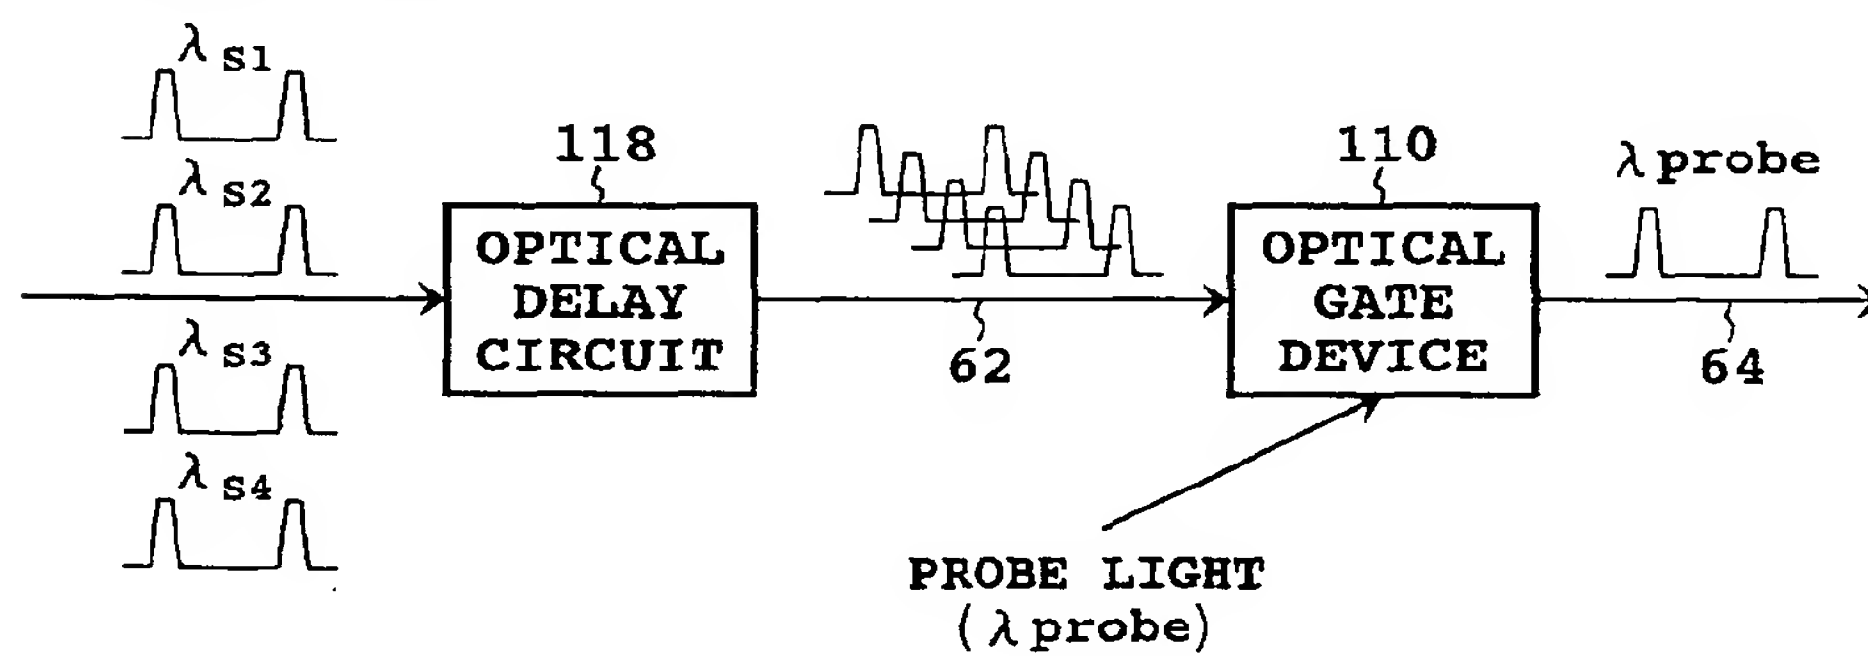 λ S1
λ S2
λ S3
λ S4
118
OPTICAL
DELAY
CIRCUIT
62
110
OPTICAL
GATE
DEVICE
PROBE LIGHT
(λ probe)
λ probe
64